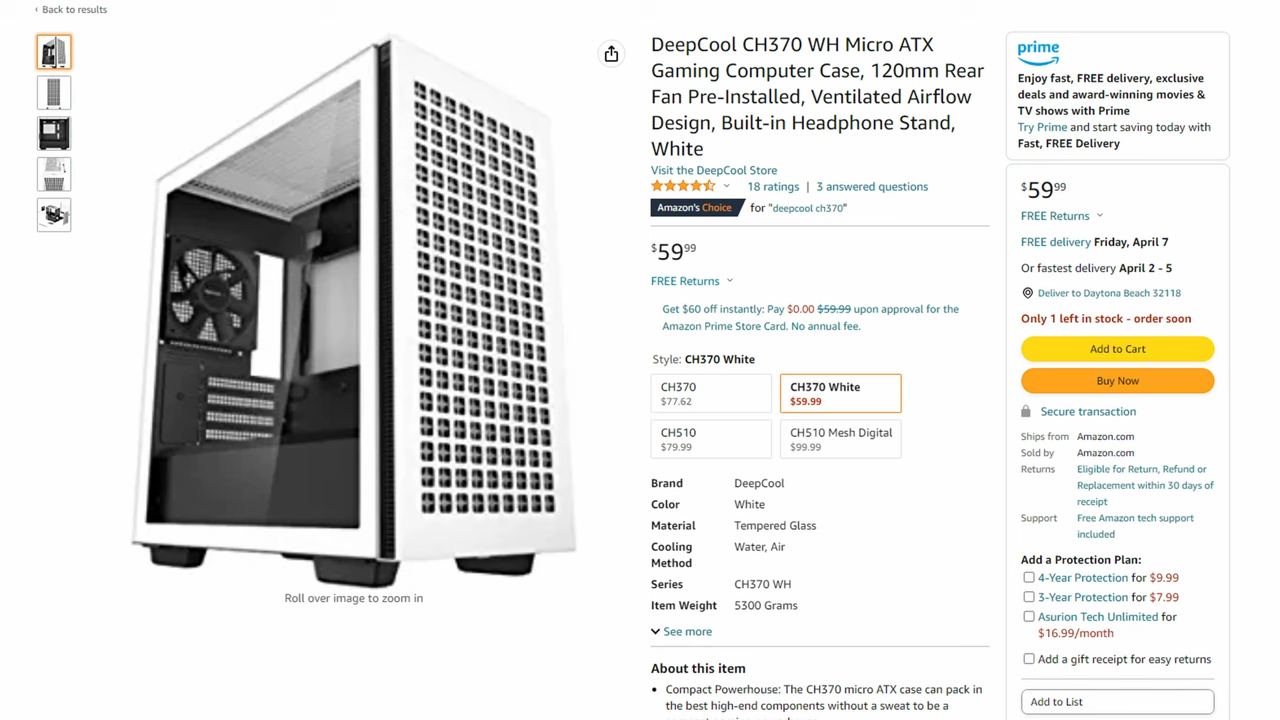 ‹ Back to results
DeepCool CH370 WH Micro ATX
Gaming Computer Case, 120mm Rear
Fan Pre-Installed, Ventilated Airflow
Design, Built-in Headphone Stand,
White
Visit the DeepCool Store
18 ratings | 3 answered questions
Amazon's Choice for "deepcool ch370"
$59⁹⁹
FREE Returns
Get $60 off instantly: Pay $0.00 $59.99 upon approval for the
Amazon Prime Store Card. No annual fee.
Style: CH370 White
CH370
$77.62
CH370 White
$59.99
CH510
$79.99
CH510 Mesh Digital
$99.99
Brand DeepCool
Color White
Material Tempered Glass
Cooling Water, Air
Method
Series CH370 WH
Item Weight 5300 Grams
See more
About this item
• Compact Powerhouse: The CH370 micro ATX case can pack in
the best high-end components without a sweat to be a
Roll over image to zoom in
prime
Enjoy fast, FREE delivery, exclusive
deals and award-winning movies &
TV shows with Prime
Try Prime and start saving today with
Fast, FREE Delivery
$59⁹⁹
FREE Returns
FREE delivery Friday, April 7
Or fastest delivery April 2 - 5
Deliver to Daytona Beach 32118
Only 1 left in stock - order soon
Add to Cart
Buy Now
Secure transaction
Ships from Amazon.com
Sold by Amazon.com
Returns Eligible for Return, Refund or
Replacement within 30 days of
receipt
Support Free Amazon tech support
included
Add a Protection Plan:
4-Year Protection for $9.99
3-Year Protection for $7.99
Asurion Tech Unlimited for
$16.99/month
Add a gift receipt for easy returns
Add to List